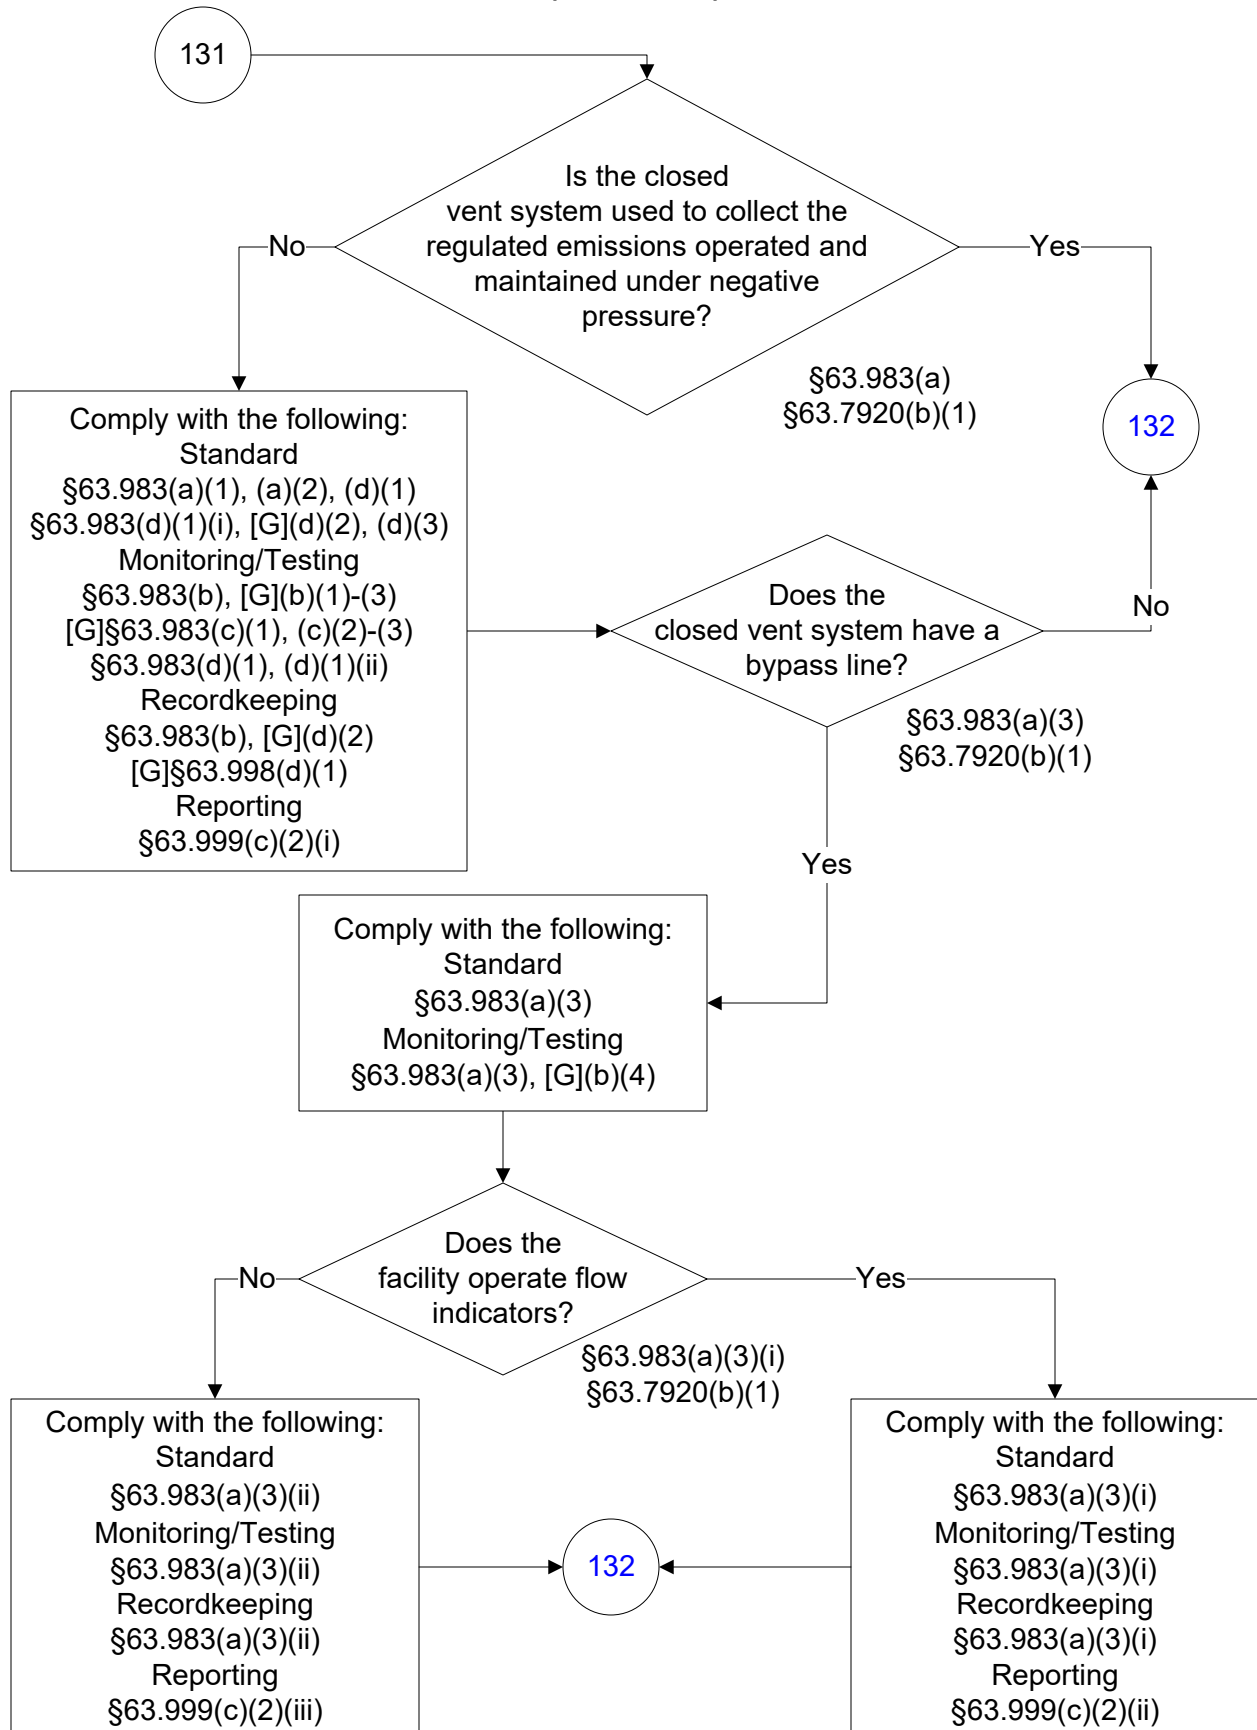 131
Is the closed
vent system used to collect the
regulated emissions operated and
maintained under negative
pressure?
No
Yes
§63.983(a)
§63.7920(b)(1)
132
Comply with the following:
Standard
§63.983(a)(1), (a)(2), (d)(1)
§63.983(d)(1)(i), [G](d)(2), (d)(3)
Monitoring/Testing
§63.983(b), [G](b)(1)-(3)
[G]§63.983(c)(1), (c)(2)-(3)
§63.983(d)(1), (d)(1)(ii)
Recordkeeping
§63.983(b), [G](d)(2)
[G]§63.998(d)(1)
Reporting
§63.999(c)(2)(i)
Does the
closed vent system have a
bypass line?
No
§63.983(a)(3)
§63.7920(b)(1)
Yes
Comply with the following:
Standard
§63.983(a)(3)
Monitoring/Testing
§63.983(a)(3), [G](b)(4)
Does the
facility operate flow
indicators?
No
Yes
§63.983(a)(3)(i)
§63.7920(b)(1)
Comply with the following:
Standard
§63.983(a)(3)(ii)
Monitoring/Testing
§63.983(a)(3)(ii)
Recordkeeping
§63.983(a)(3)(ii)
Reporting
§63.999(c)(2)(iii)
132
Comply with the following:
Standard
§63.983(a)(3)(i)
Monitoring/Testing
§63.983(a)(3)(i)
Recordkeeping
§63.983(a)(3)(i)
Reporting
§63.999(c)(2)(ii)